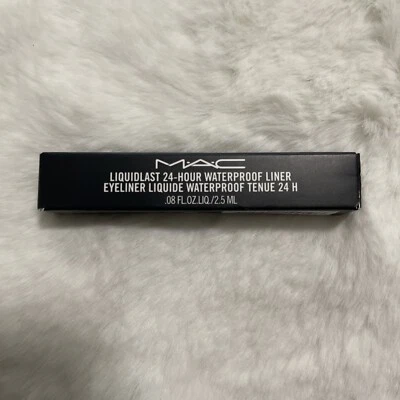 M·A·C
LIQUIDLAST 24-HOUR WATERPROOF LINER
EYELINER LIQUIDE WATERPROOF TENUE 24 H
.08 FL.OZ.LIQ./2.5 ML